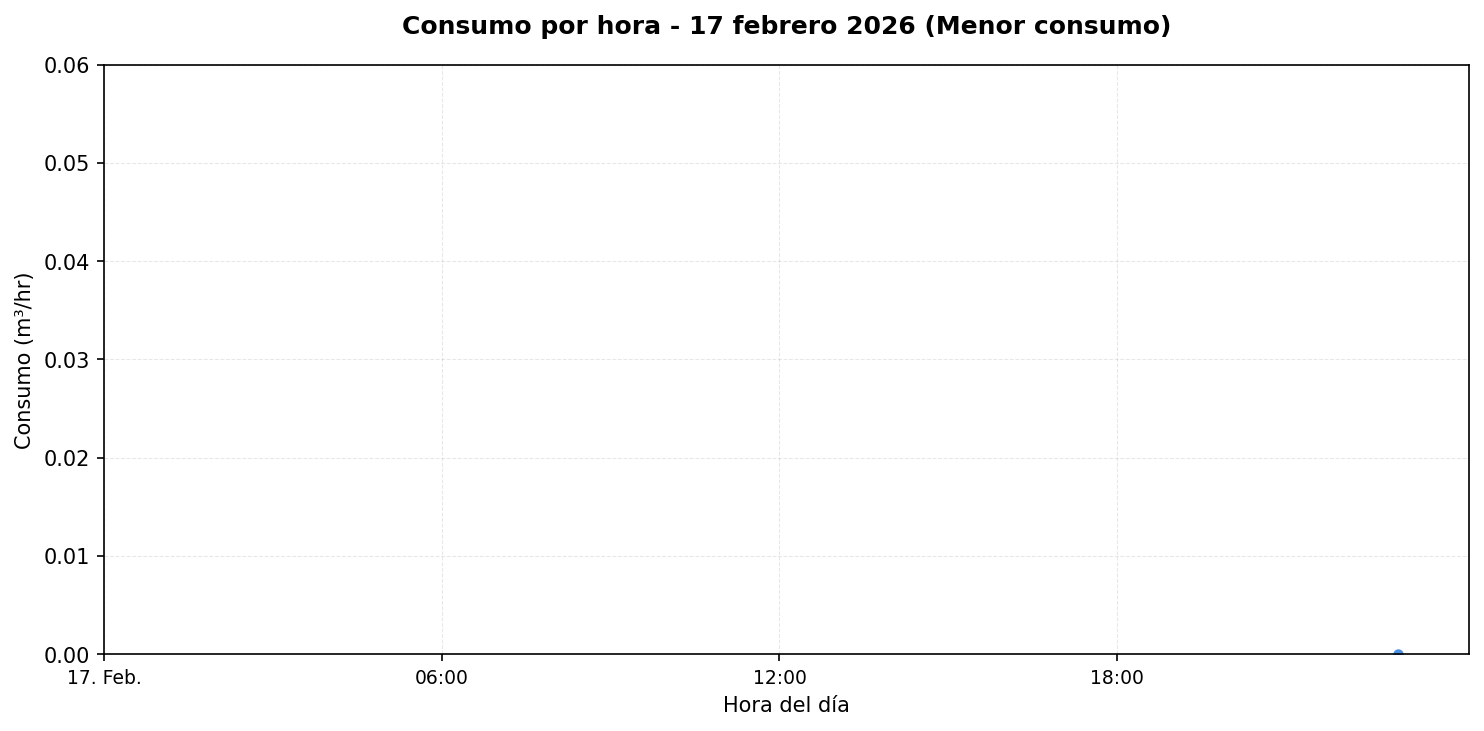 Consumo por hora - 17 febrero 2026 (Menor consumo)
0.06
0.05
0.04
0.03
0.02
0.01
0.00
Consumo (m³/hr)
17. Feb.
06:00
12:00
18:00
Hora del día